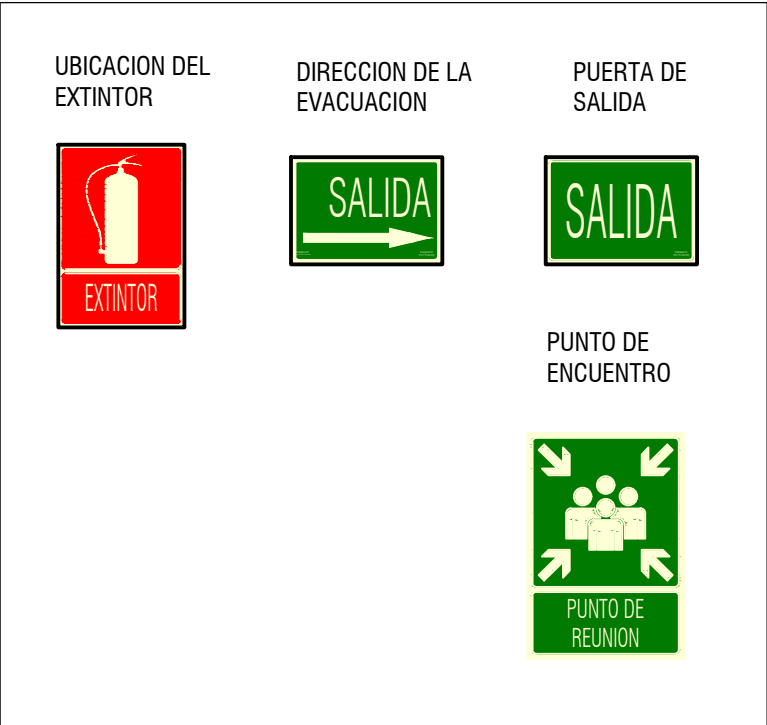 UBICACION DEL
EXTINTOR
DIRECCION DE LA
EVACUACION
PUERTA DE
SALIDA
EXTINTOR
SALIDA
SALIDA
PUNTO DE
ENCUENTRO
PUNTO DE
REUNION